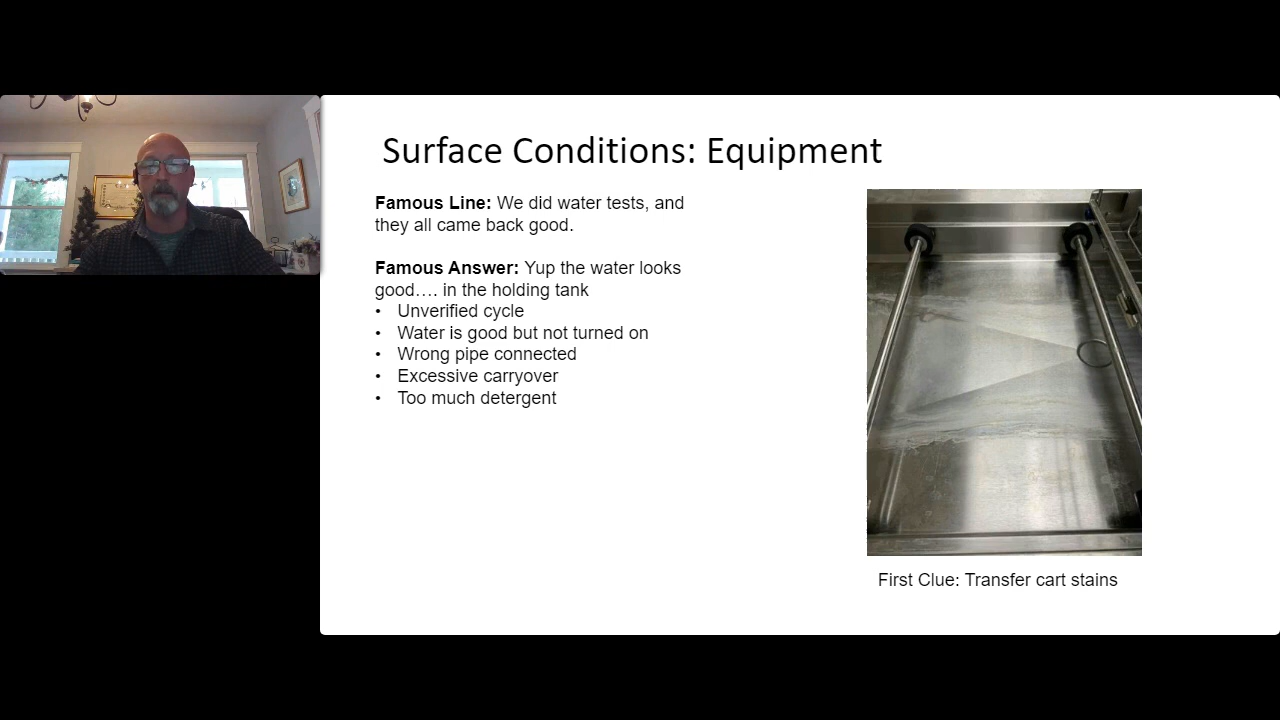 Surface Conditions: Equipment
Famous Line: We did water tests, and
they all came back good.
Famous Answer: Yup the water looks
good…. in the holding tank
• Unverified cycle
• Water is good but not turned on
• Wrong pipe connected
• Excessive carryover
• Too much detergent
First Clue: Transfer cart stains